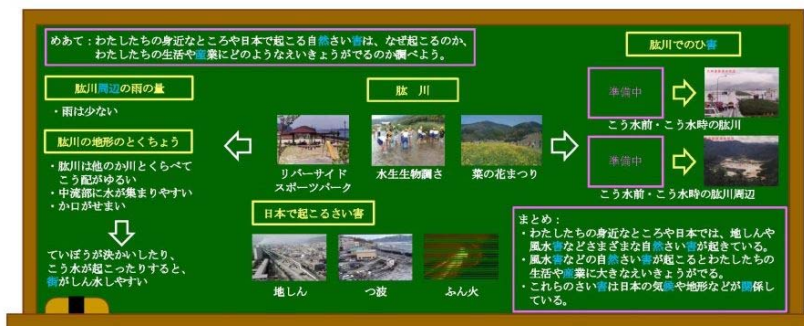 めあて：わたしたちの身近なところや日本で起こる自然さい害は、なぜ起こるのか、
わたしたちの生活や産業にどのようなえいきょうがでるのか調べよう。
肱川周辺の雨の量
・雨は少ない
肱川の地形のとくちょう
・肱川は他のか川とくらべて
こう配がゆるい
・中流部に水が集まりやすい
・か口がせまい
ていぼうが決かいしたり、
こう水が起こったりすると、
街がしん水しやすい
肱川
リバーサイド
スポーツパーク
水生生物調さ
菜の花まつり
日本で起こるさい害
地しん
つ波
ふん火
肱川でのひ害
準備中
こう水前・こう水時の肱川
準備中
こう水前・こう水時の肱川周辺
まとめ：
・わたしたちの身近なところや日本では、地しんや
風水害などさまざまな自然さい害が起きている。
・風水害などの自然さい害が起こるとわたしたちの
生活や産業に大きなえいきょうがでる。
・これらのさい害は日本の気候や地形などが関係し
ている。